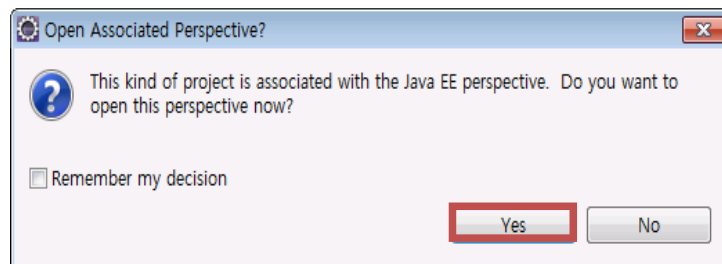 Open Associated Perspective?
This kind of project is associated with the Java EE perspective. Do you want to
open this perspective now?
Remember my decision
Yes
No